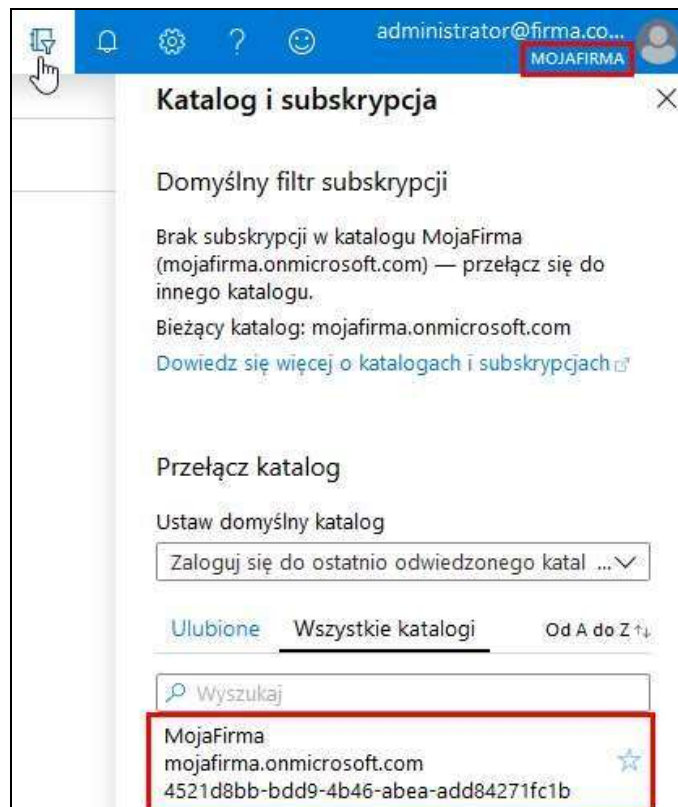 administrator@firma.co...
MOJAFIRMA
Katalog i subskrypcja
Domyślny filtr subskrypcji
Brak subskrypcji w katalogu MojaFirma
(mojafirma.onmicrosoft.com) — przełącz się do
innego katalogu.
Bieżący katalog: mojafirma.onmicrosoft.com
Dowiedz się więcej o katalogach i subskrypcjach
Przełącz katalog
Ustaw domyślny katalog
Zaloguj się do ostatnio odwiedzonego katal ...
Ulubione Wszystkie katalogi Od A do Z
Wyszukaj
MojaFirma
mojafirma.onmicrosoft.com
4521d8bb-bdd9-4b46-abea-add84271fc1b